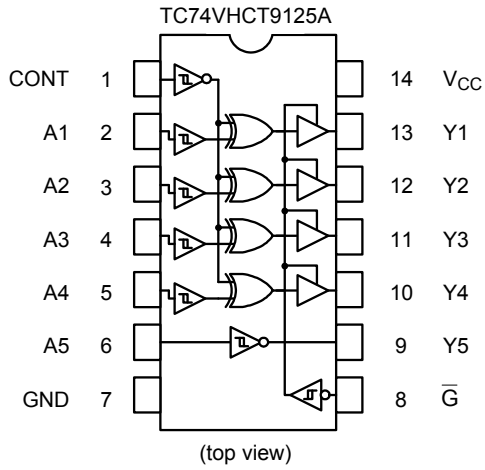 TC74VHCT9125A
CONT 1 14 VCC
A1 2 13 Y1
A2 3 12 Y2
A3 4 11 Y3
A4 5 10 Y4
A5 6 9 Y5
GND 7 8 G̅
(top view)